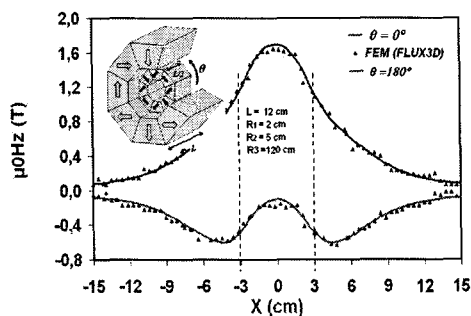 2,0
1,6
1,2
0,8
0,4
0,0
-0,4
-0,8
µ0Hz (T)
θ
θ = 0°
FEM (FLUX3D)
θ =180°
L = 12 cm
R1 = 2 cm
R2 = 5 cm
R3 =120 cm
-15 -12 -9 -6 -3 0 3 6 9 12 15
X (cm)